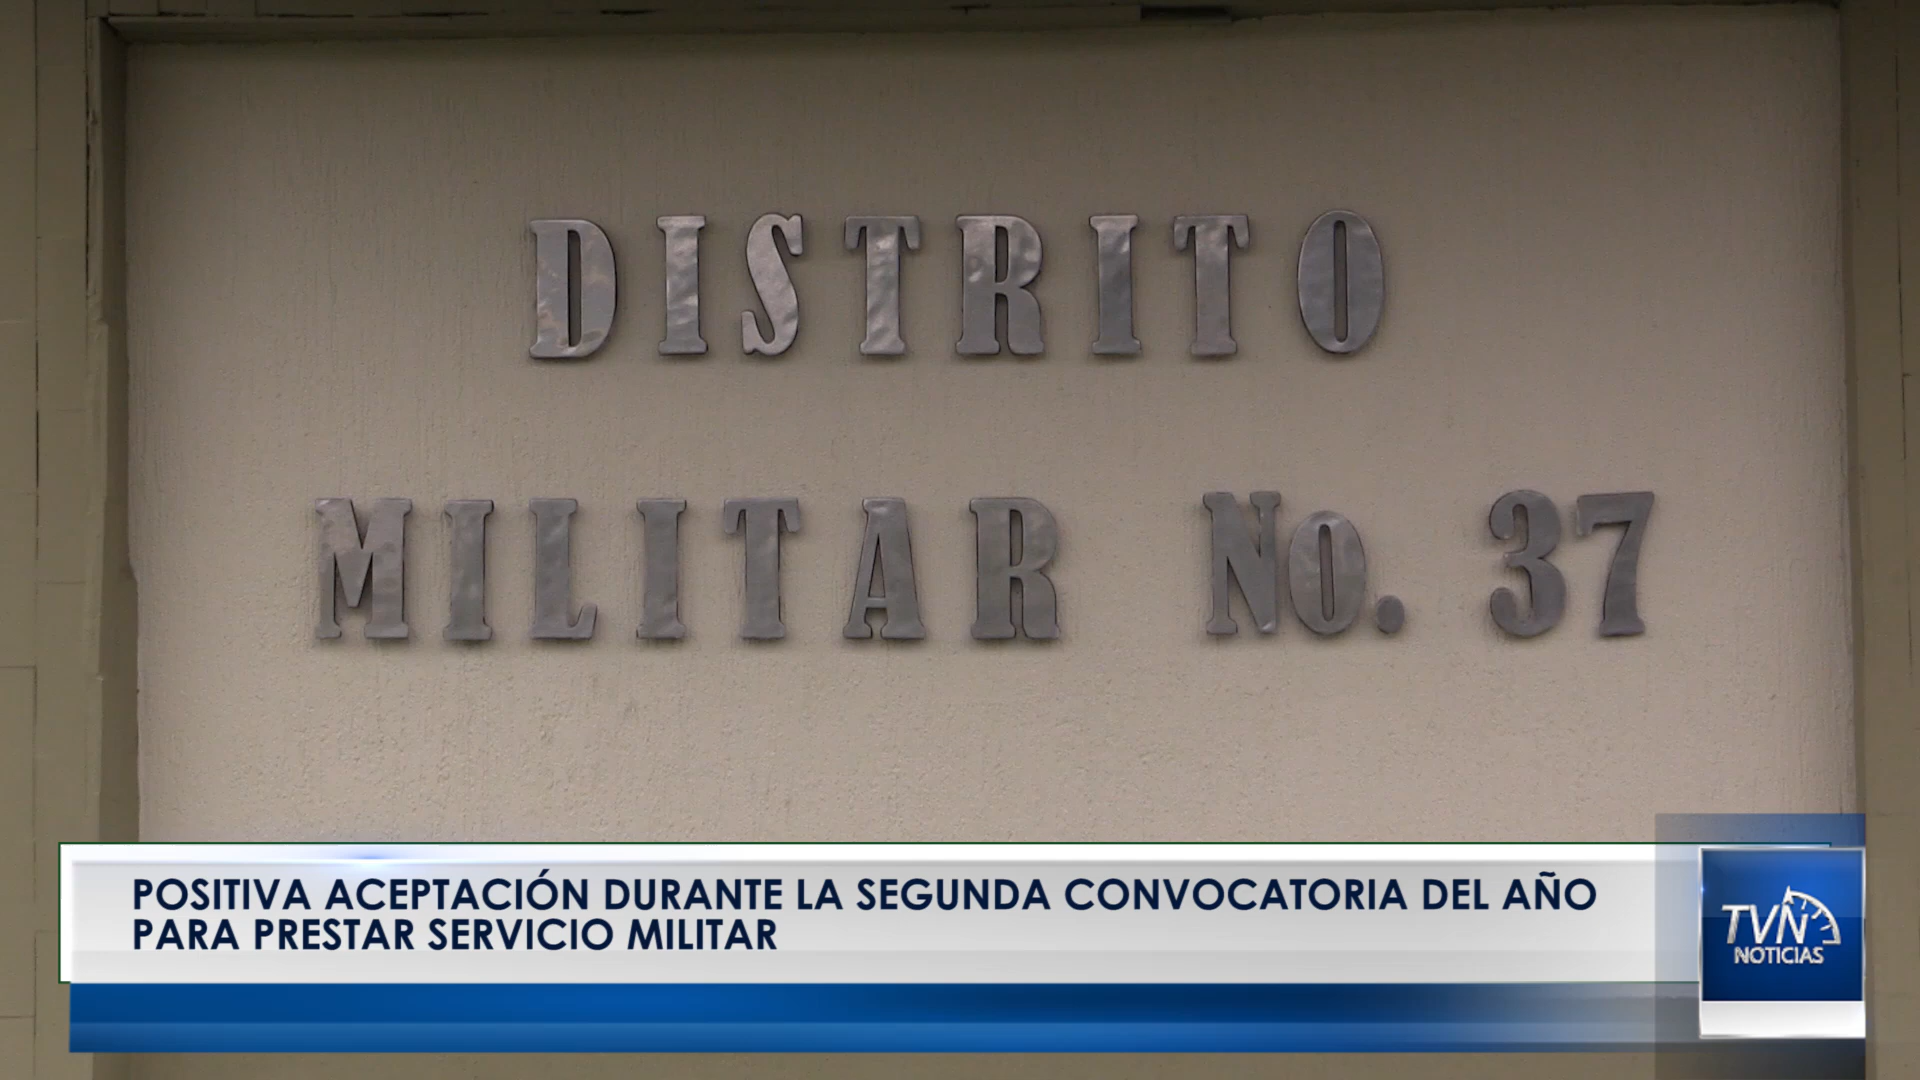 DISTRITO
MILITAR No. 37
POSITIVA ACEPTACIÓN DURANTE LA SEGUNDA CONVOCATORIA DEL AÑO
PARA PRESTAR SERVICIO MILITAR
TVN
NOTICIAS